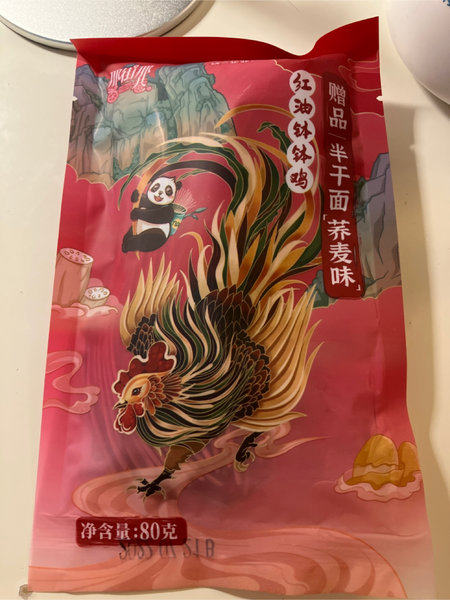 红油钵钵鸡
赠品
半干面
「荞麦味」
净含量:80克